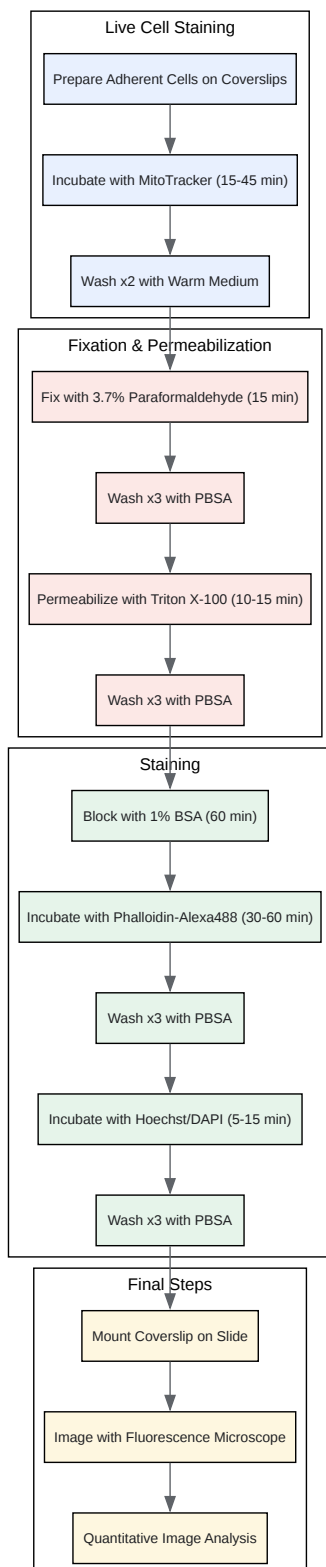 Live Cell Staining
Prepare Adherent Cells on Coverslips
Incubate with MitoTracker (15-45 min)
Wash x2 with Warm Medium
Fixation & Permeabilization
Fix with 3.7% Paraformaldehyde (15 min)
Wash x3 with PBSA
Permeabilize with Triton X-100 (10-15 min)
Wash x3 with PBSA
Staining
Block with 1% BSA (60 min)
Incubate with Phalloidin-Alexa488 (30-60 min)
Wash x3 with PBSA
Incubate with Hoechst/DAPI (5-15 min)
Wash x3 with PBSA
Final Steps
Mount Coverslip on Slide
Image with Fluorescence Microscope
Quantitative Image Analysis